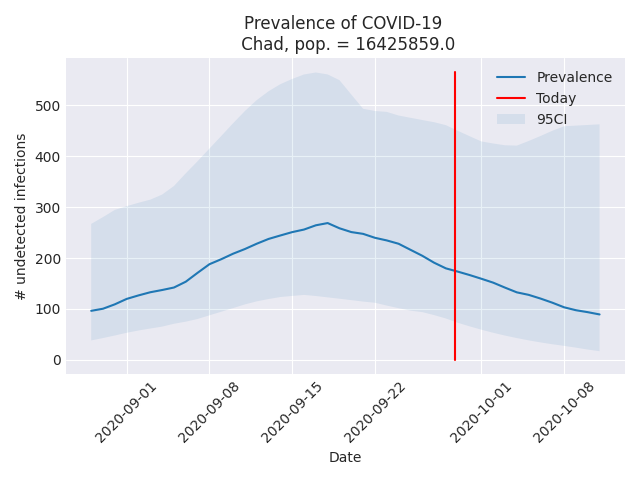 Prevalence of COVID-19
Chad, pop. = 16425859.0
Prevalence
Today
95CI
# undetected infections
500
400
300
200
100
0
2020-09-01
2020-09-08
2020-09-15
2020-09-22
2020-10-01
2020-10-08
Date